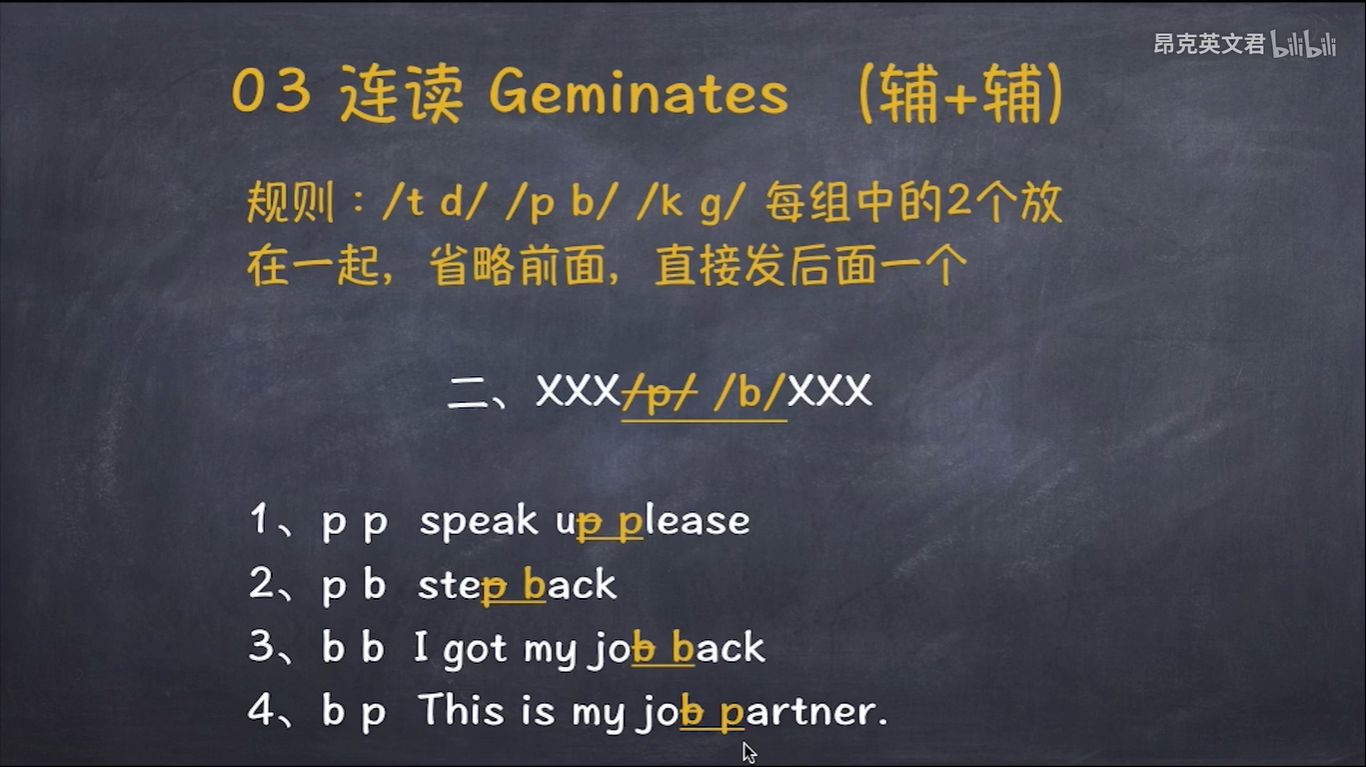 昂克英文君 bilibili
03 连读 Geminates （辅+辅）
规则：/t d/ /p b/ /k g/ 每组中的2个放
在一起，省略前面，直接发后面一个
二、XXX/p/ /b/XXX
1、p p speak up please
2、p b step back
3、b b I got my job back
4、b p This is my job partner.